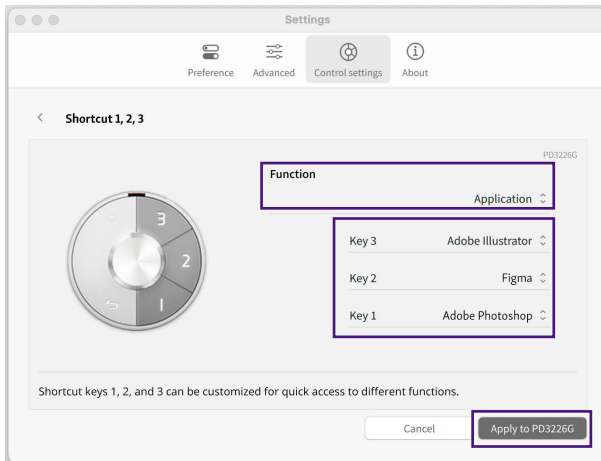 Settings
Preference Advanced Control settings About
Shortcut 1, 2, 3
PD3226G
Function
Application
3
2
1
Key 3 Adobe Illustrator
Key 2 Figma
Key 1 Adobe Photoshop
Shortcut keys 1, 2, and 3 can be customized for quick access to different functions.
Cancel Apply to PD3226G